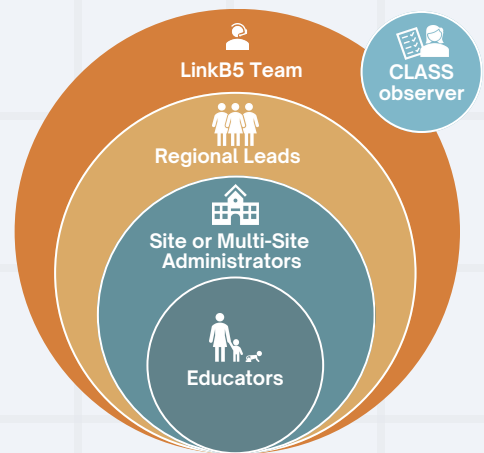 LinkB5 Team
CLASS
observer
Regional Leads
Site or Multi-Site
Administrators
Educators